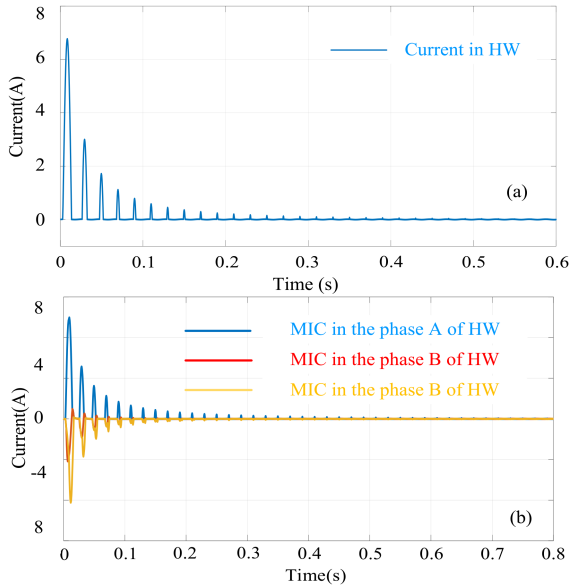 8
Current in HW
6
Current(A)
4
2
(a)
0
0 0.1 0.2 0.3 0.4 0.5 0.6
Time (s)
8
MIC in the phase A of HW
MIC in the phase B of HW
4
MIC in the phase B of HW
Current(A)
0
-4
(b)
8
0 0.1 0.2 0.3 0.4 0.5 0.6 0.7 0.8
Time(s)